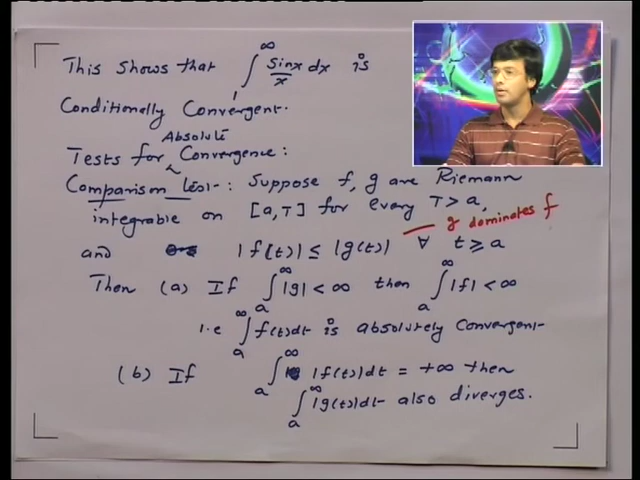 This shows that ∫₁^∞ sinx/x dx is
Conditionally Convergent.
Tests for Absolute Convergence:
Comparison Test-: Suppose f, g are Riemann
integrable on [a,T] for every T>a,
and |f(t)| ≤ |g(t)| ∀ t ≥ a
— g dominates f
Then (a) If ∫ₐ^∞ |g| < ∞ then ∫ₐ^∞ |f| < ∞
i.e ∫ₐ^∞ f(t)dt is absolutely Convergent-
(b) If ∫ₐ^∞ |f(t)|dt = +∞ then
∫ₐ^∞ |g(t)|dt also diverges.